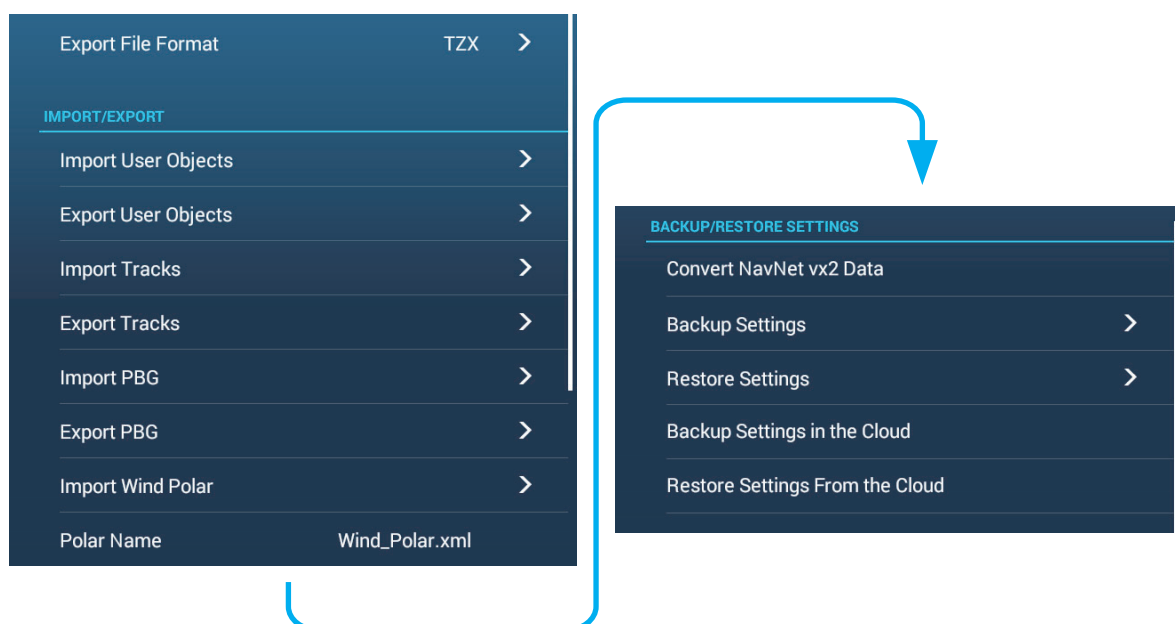 Export File Format TZX
IMPORT/EXPORT
Import User Objects
Export User Objects
Import Tracks
Export Tracks
Import PBG
Export PBG
Import Wind Polar
Polar Name Wind_Polar.xml
BACKUP/RESTORE SETTINGS
Convert NavNet vx2 Data
Backup Settings
Restore Settings
Backup Settings in the Cloud
Restore Settings From the Cloud